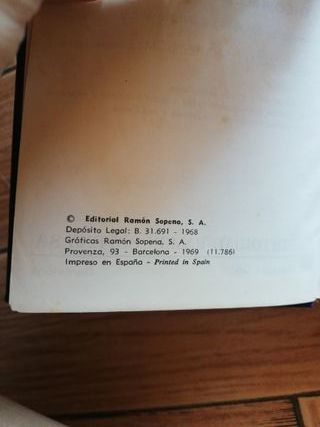 © Editorial Ramón Sopena, S. A.
Depósito Legal: B. 31.691 - 1968
Gráficas Ramón Sopena, S. A.
Provenza, 93 - Barcelona - 1969 (11.786)
Impreso en España - Printed in Spain